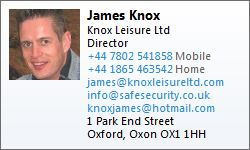 James Knox
Knox Leisure Ltd
Director
+44 7802 541858 Mobile
+44 1865 463542 Home
james@knoxleisureltd.com
info@safesecurity.co.uk
knoxjames@hotmail.com
1 Park End Street
Oxford, Oxon OX1 1HH